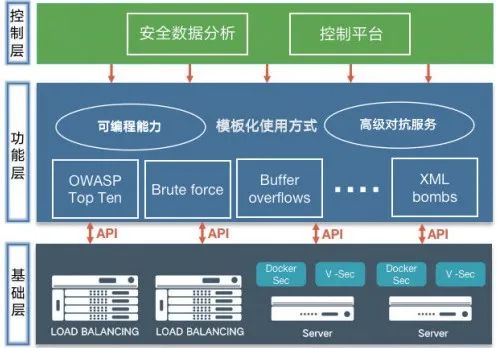 控制层
安全数据分析
控制平台
功能层
可编程能力
模板化使用方式
高级对抗服务
OWASP
Top Ten
Brute force
Buffer
overflows
XML
bombs
API
API
API
API
基础层
Docker
Sec
V -Sec
Docker
Sec
V -Sec
LOAD BALANCING
LOAD BALANCING
Server
Server